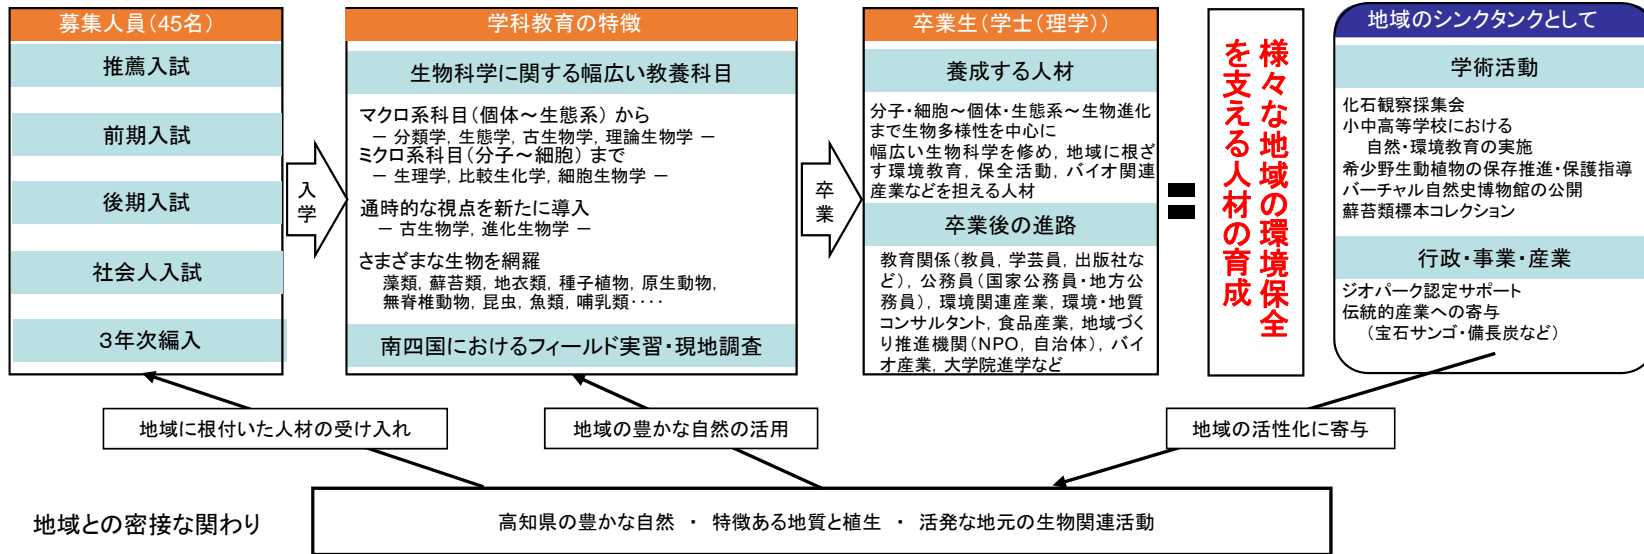 募集人員(45名)
推薦入試
前期入試
後期入試
社会人入試
3年次編入
入学
学科教育の特徴
生物科学に関する幅広い教養科目
マクロ系科目(個体～生態系) から
－ 分類学, 生態学, 古生物学, 理論生物学 －
ミクロ系科目(分子～細胞) まで
－ 生理学, 比較生化学, 細胞生物学 －
通時的な視点を新たに導入
－ 古生物学, 進化生物学 －
さまざまな生物を網羅
藻類, 蘚苔類, 地衣類, 種子植物, 原生動物,
無脊椎動物, 昆虫, 魚類, 哺乳類‥‥
南四国におけるフィールド実習・現地調査
卒業
卒業生(学士(理学))
養成する人材
分子・細胞～個体・生態系～生物進化
まで生物多様性を中心に
幅広い生物科学を修め, 地域に根ざ
す環境教育, 保全活動, バイオ関連
産業などを担える人材
卒業後の進路
教育関係(教員, 学芸員, 出版社な
ど), 公務員(国家公務員・地方公
務員), 環境関連産業, 環境・地質
コンサルタント, 食品産業, 地域づく
り推進機関(NPO, 自治体), バイ
オ産業, 大学院進学など
=
様々な地域の環境保全
を支える人材の育成
地域のシンクタンクとして
学術活動
化石観察採集会
小中高等学校における
自然・環境教育の実施
希少野生動植物の保存推進・保護指導
バーチャル自然史博物館の公開
蘚苔類標本コレクション
行政・事業・産業
ジオパーク認定サポート
伝統的産業への寄与
(宝石サンゴ・備長炭など)
地域に根付いた人材の受け入れ
地域の豊かな自然の活用
地域の活性化に寄与
地域との密接な関わり
高知県の豊かな自然 ・ 特徴ある地質と植生 ・ 活発な地元の生物関連活動